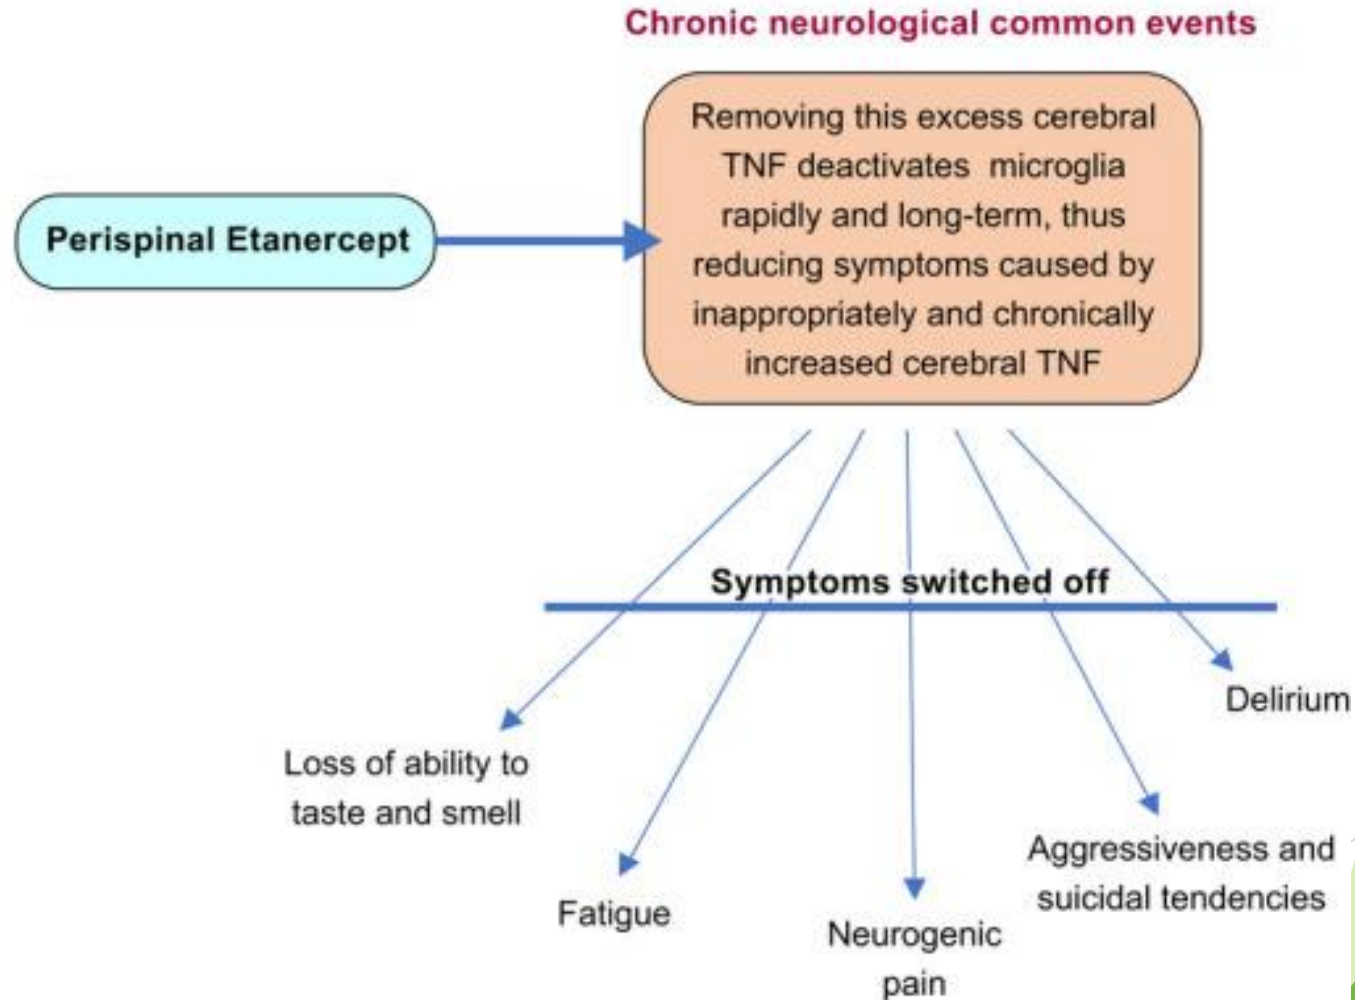 Chronic neurological common events
Removing this excess cerebral
TNF deactivates microglia
rapidly and long-term, thus
reducing symptoms caused by
inappropriately and chronically
increased cerebral TNF
Perispinal Etanercept
Symptoms switched off
Delirium
Loss of ability to
taste and smell
Aggressiveness and
suicidal tendencies
Fatigue
Neurogenic
pain